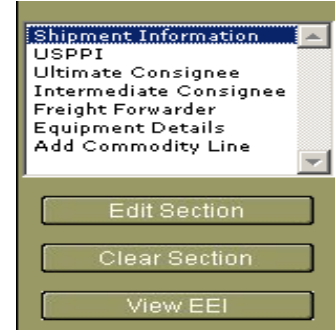 Shipment Information
USPPI
Ultimate Consignee
Intermediate Consignee
Freight Forwarder
Equipment Details
Add Commodity Line
Edit Section
Clear Section
View EEI